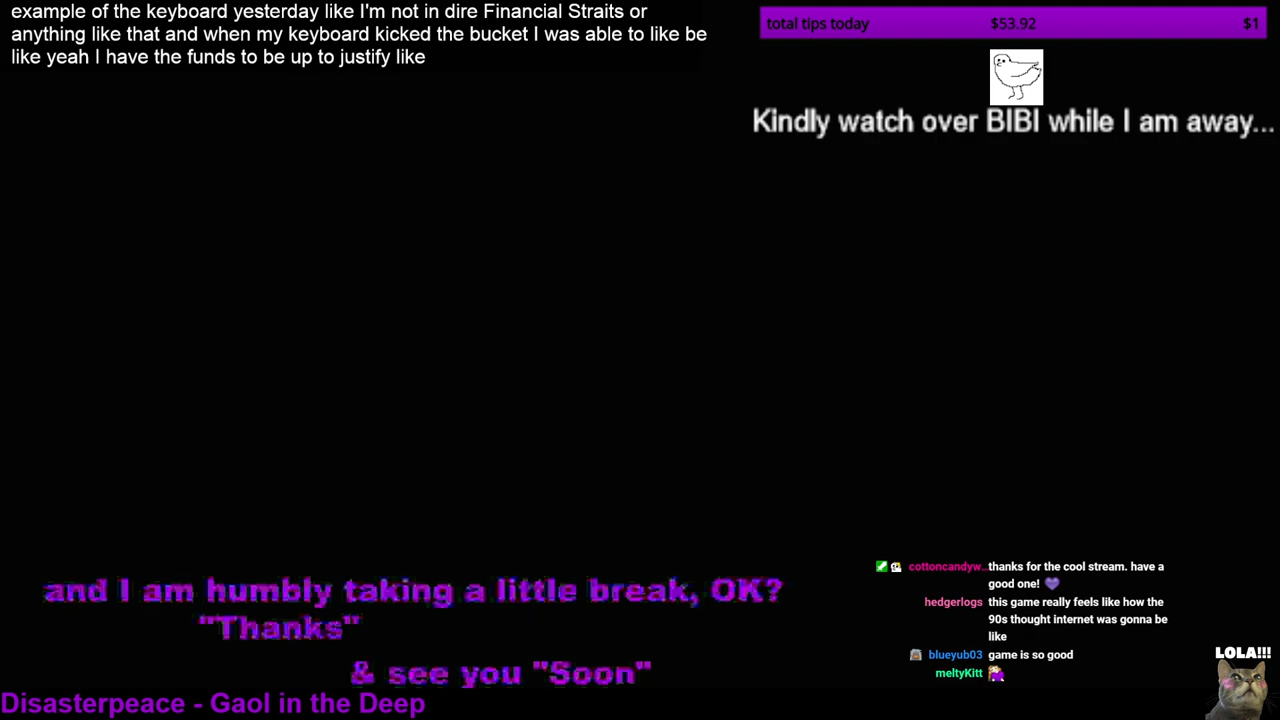 example of the keyboard yesterday like I'm not in dire Financial Straits or
anything like that and when my keyboard kicked the bucket I was able to like be
like yeah I have the funds to be up to justify like
total tips today $53.92 $1
Kindly watch over BIBI while I am away...
and I am humbly taking a little break, OK?
"Thanks"
& see you "Soon"
cottoncandyw... thanks for the cool stream. have a
good one! 💜
hedgerlogs this game really feels like how the
90s thought internet was gonna be
like
blueyub03 game is so good
meltyKitt
LOLA!!!
Disasterpeace - Gaol in the Deep